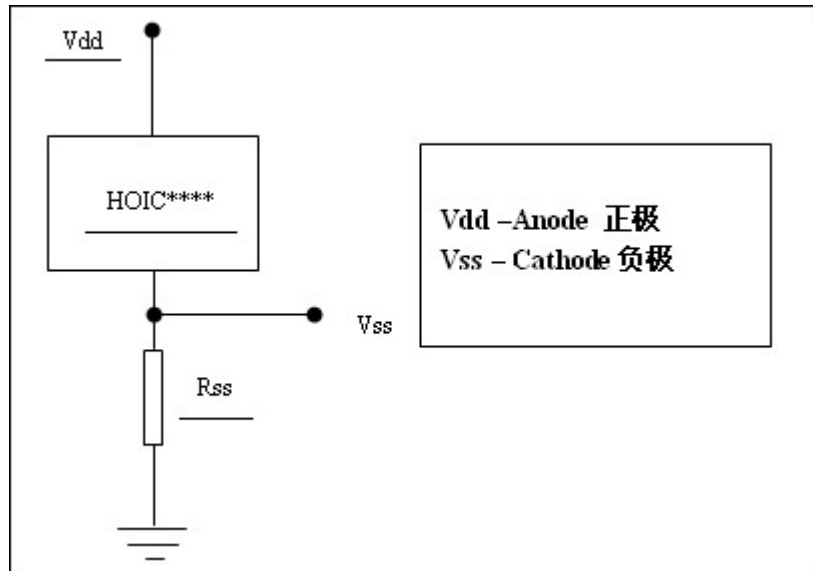 Vdd
HOIC****
Vdd –Anode 正极
Vss – Cathode 负极
Vss
Rss